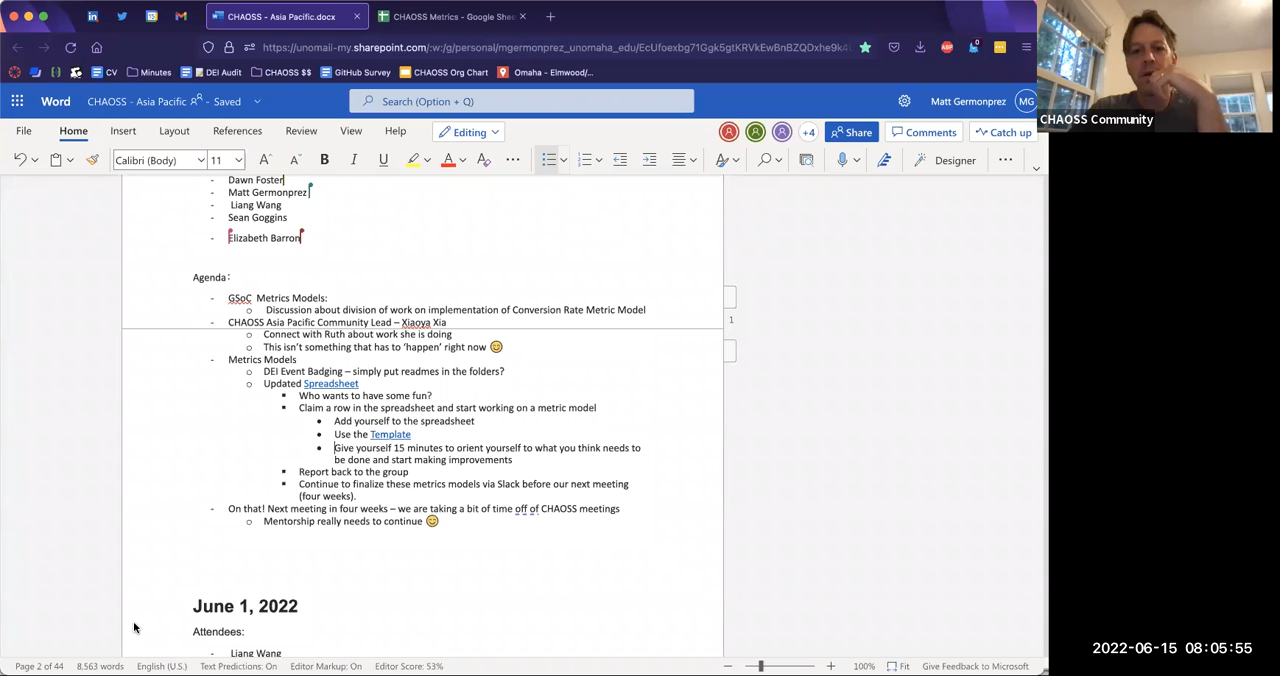 CHAOSS - Asia Pacific.docx
CHAOSS Metrics - Google Shee
https://unomail-my.sharepoint.com/:w:/g/personal/mgermonprez_unomaha_edu/EcUfoexbg71Ggk5gtKRVkEwBnBZQDxhe9k4
CV
Minutes
DEI Audit
CHAOSS $$
GitHub Survey
CHAOSS Org Chart
Omaha - Elmwood/...
CHAOSS Community
Word
CHAOSS - Asia Pacific - Saved
Search (Option + Q)
Matt Germonprez
MG
File
Home
Insert
Layout
References
Review
View
Help
Editing
+4
Share
Comments
Catch up
Calibri (Body)
11
B
I
U
A
Designer
- Dawn Foster
- Matt Germonprez
- Liang Wang
- Sean Goggins
- Elizabeth Barron
Agenda:
- GSoC Metrics Models:
o Discussion about division of work on implementation of Conversion Rate Metric Model
- CHAOSS Asia Pacific Community Lead – Xiaoya Xia
o Connect with Ruth about work she is doing
o This isn't something that has to 'happen' right now 😊
- Metrics Models
o DEI Event Badging – simply put readmes in the folders?
o Updated Spreadsheet
▪ Who wants to have some fun?
▪ Claim a row in the spreadsheet and start working on a metric model
• Add yourself to the spreadsheet
• Use the Template
• Give yourself 15 minutes to orient yourself to what you think needs to
be done and start making improvements
▪ Report back to the group
▪ Continue to finalize these metrics models via Slack before our next meeting
(four weeks).
- On that! Next meeting in four weeks – we are taking a bit of time off of CHAOSS meetings
o Mentorship really needs to continue 😊
1
June 1, 2022
Attendees:
- Liang Wang
Page 2 of 44
8,563 words
English (U.S.)
Text Predictions: On
Editor Markup: On
Editor Score: 53%
100%
Fit
Give Feedback to Microsoft
2022-06-15 08:05:55